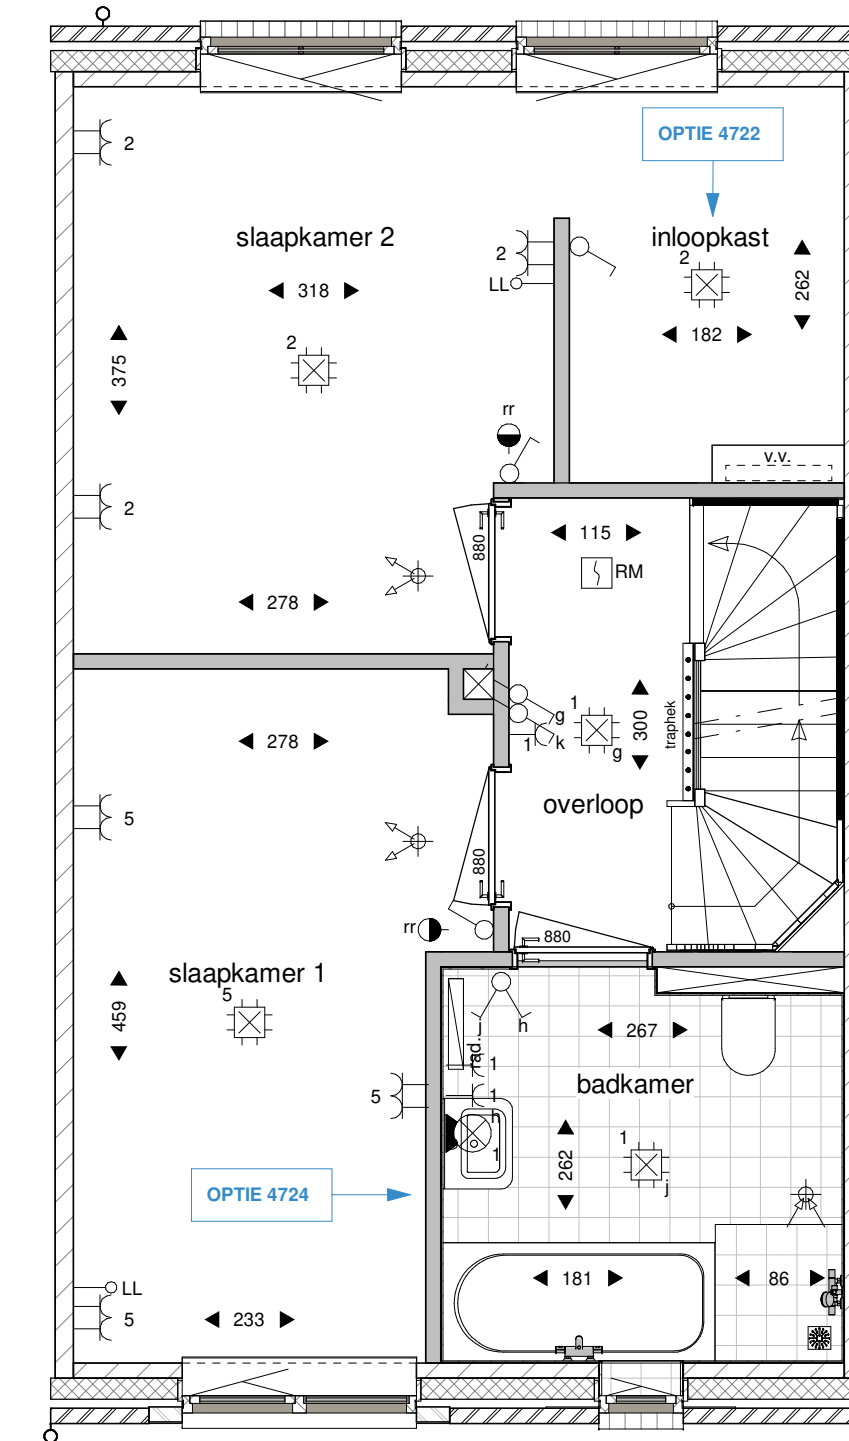 OPTIE 4722
2
slaapkamer 2
inloopkast
2
LL
2
318
262
182
375
2
rr
v.v.
2
880
115
RM
278
278
g
1
1
k
g
300
traphek
overloop
5
880
rr
880
slaapkamer 1
5
459
j
h
267
rad.
1
badkamer
5
1
h
1
1
262
j
OPTIE 4724
181
86
LL
5
233